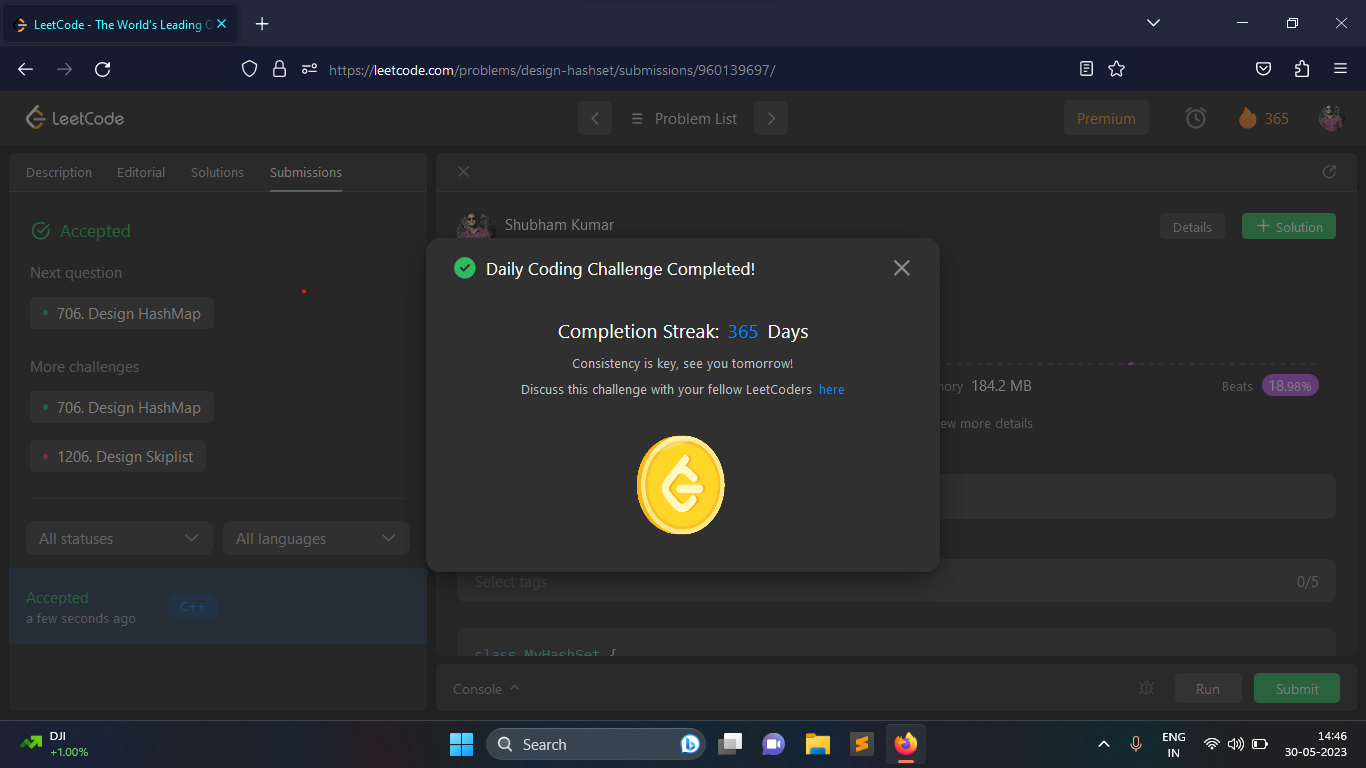 LeetCode - The World's Leading O
https://leetcode.com/problems/design-hashset/submissions/960139697/
LeetCode
Problem List
Premium
365
Description
Editorial
Solutions
Submissions
Accepted
Next question
706. Design HashMap
More challenges
706. Design HashMap
1206. Design Skiplist
All statuses
All languages
Accepted
a few seconds ago
C++
Shubham Kumar
Details
Solution
Daily Coding Challenge Completed!
Completion Streak: 365 Days
Consistency is key, see you tomorrow!
Discuss this challenge with your fellow LeetCoders here
184.2 MB
Beats
18.98%
more details
Select tags
0/5
class MyHashSet {
Console
Run
Submit
DJI
+1.00%
Search
ENG
IN
14:46
30-05-2023